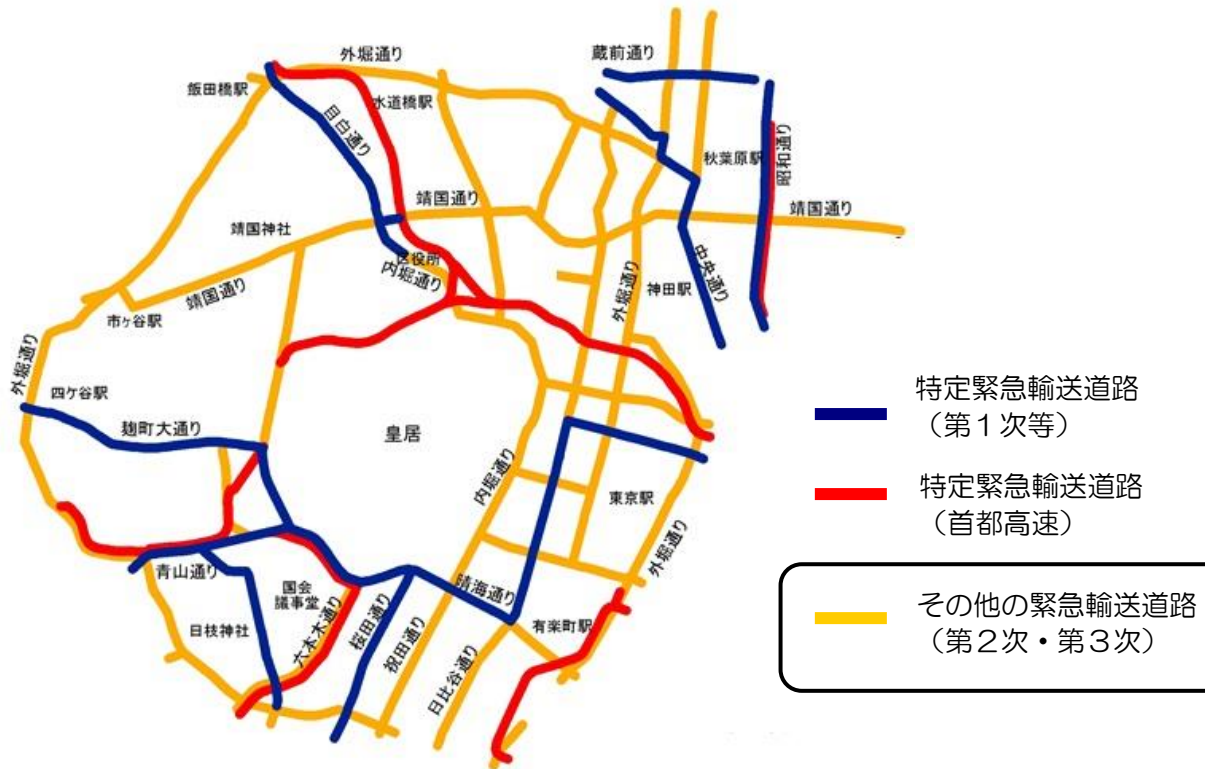 外堀通り
蔵前通り
飯田橋駅
水道橋駅
目白通り
秋葉原駅
昭和通り
靖国通り
靖国通り
靖国神社
区役所
内堀通り
中央通り
靖国通り
外堀通り
神田駅
市ヶ谷駅
外堀通り
四ケ谷駅
麹町大通り
皇居
内堀通り
東京駅
外堀通り
青山通り
国会
議事堂
晴海通り
日枝神社
六本木通り
桜田通り
祝田通り
有楽町駅
日比谷通り
特定緊急輸送道路
（第１次等）
特定緊急輸送道路
（首都高速）
その他の緊急輸送道路
（第２次・第３次）